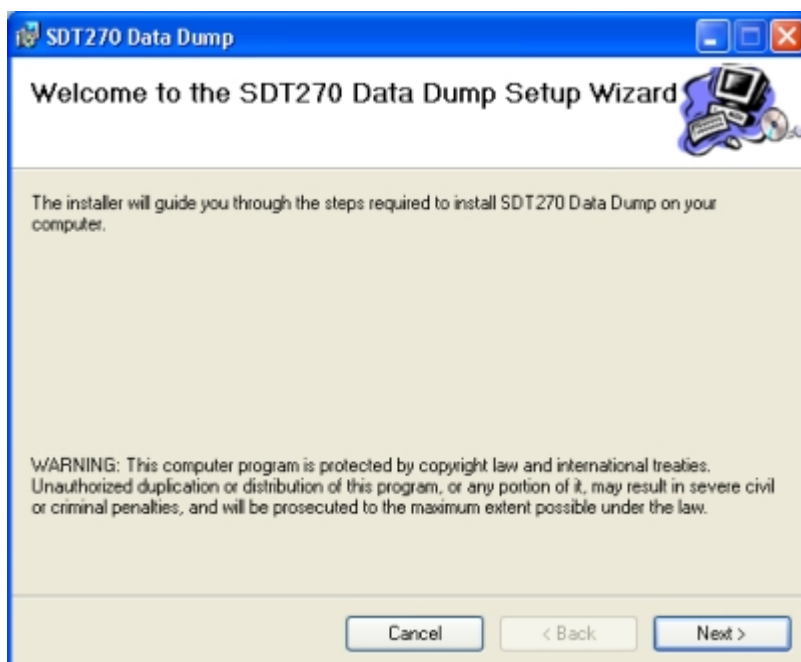 SDT270 Data Dump
Welcome to the SDT270 Data Dump Setup Wizard
The installer will guide you through the steps required to install SDT270 Data Dump on your
computer.
WARNING: This computer program is protected by copyright law and international treaties.
Unauthorized duplication or distribution of this program, or any portion of it, may result in severe civil
or criminal penalties, and will be prosecuted to the maximum extent possible under the law.
Cancel
< Back
Next >